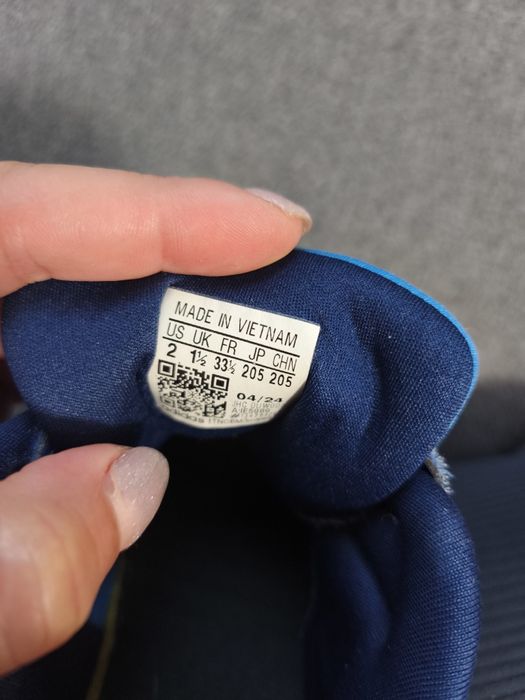 MADE IN VIETNAM
US UK FR JP CHN
2 1½ 33½ 205 205
04/24